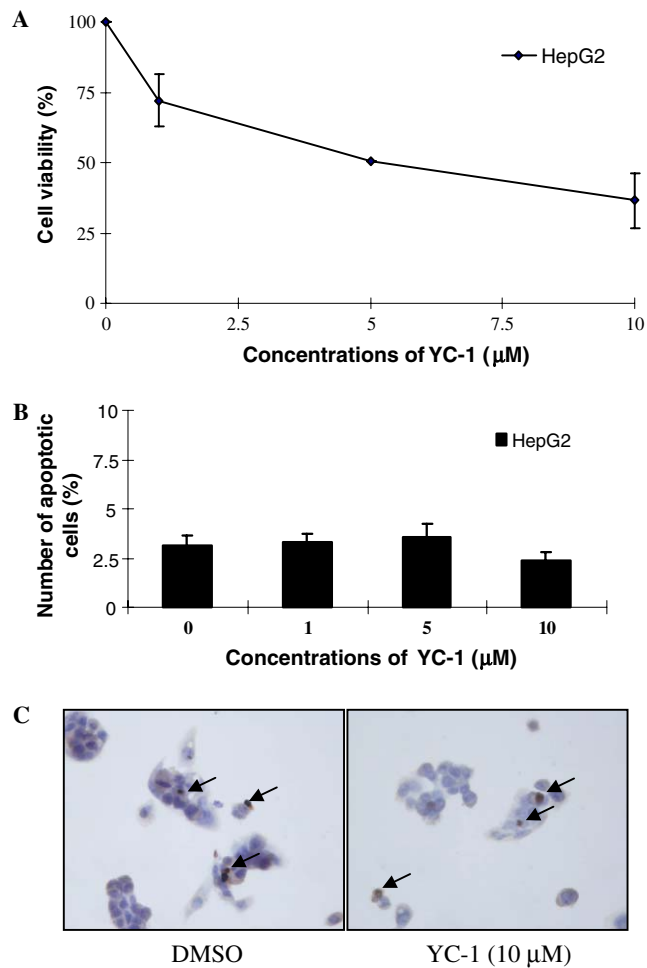 A
100
75
50
25
0
HepG2
Cell viability (%)
0 2.5 5 7.5 10
Concentrations of YC-1 (μM)
B
10
7.5
5
2.5
0
HepG2
Number of apoptotic
cells (%)
0 1 5 10
Concentrations of YC-1 (μM)
C
DMSO YC-1 (10 μM)